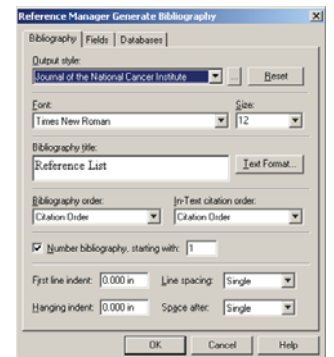 Reference Manager Generate Bibliography
Bibliography Fields Databases
Output style:
Journal of the National Cancer Institute ... Reset
Font: Size:
Times New Roman 12
Bibliography title:
Reference List Text Format...
Bibliography order: In-Text citation order:
Citation Order Citation Order
Number bibliography, starting with: 1
First line indent: 0.000 in Line spacing: Single
Hanging indent: 0.000 in Space after: Single
OK Cancel Help